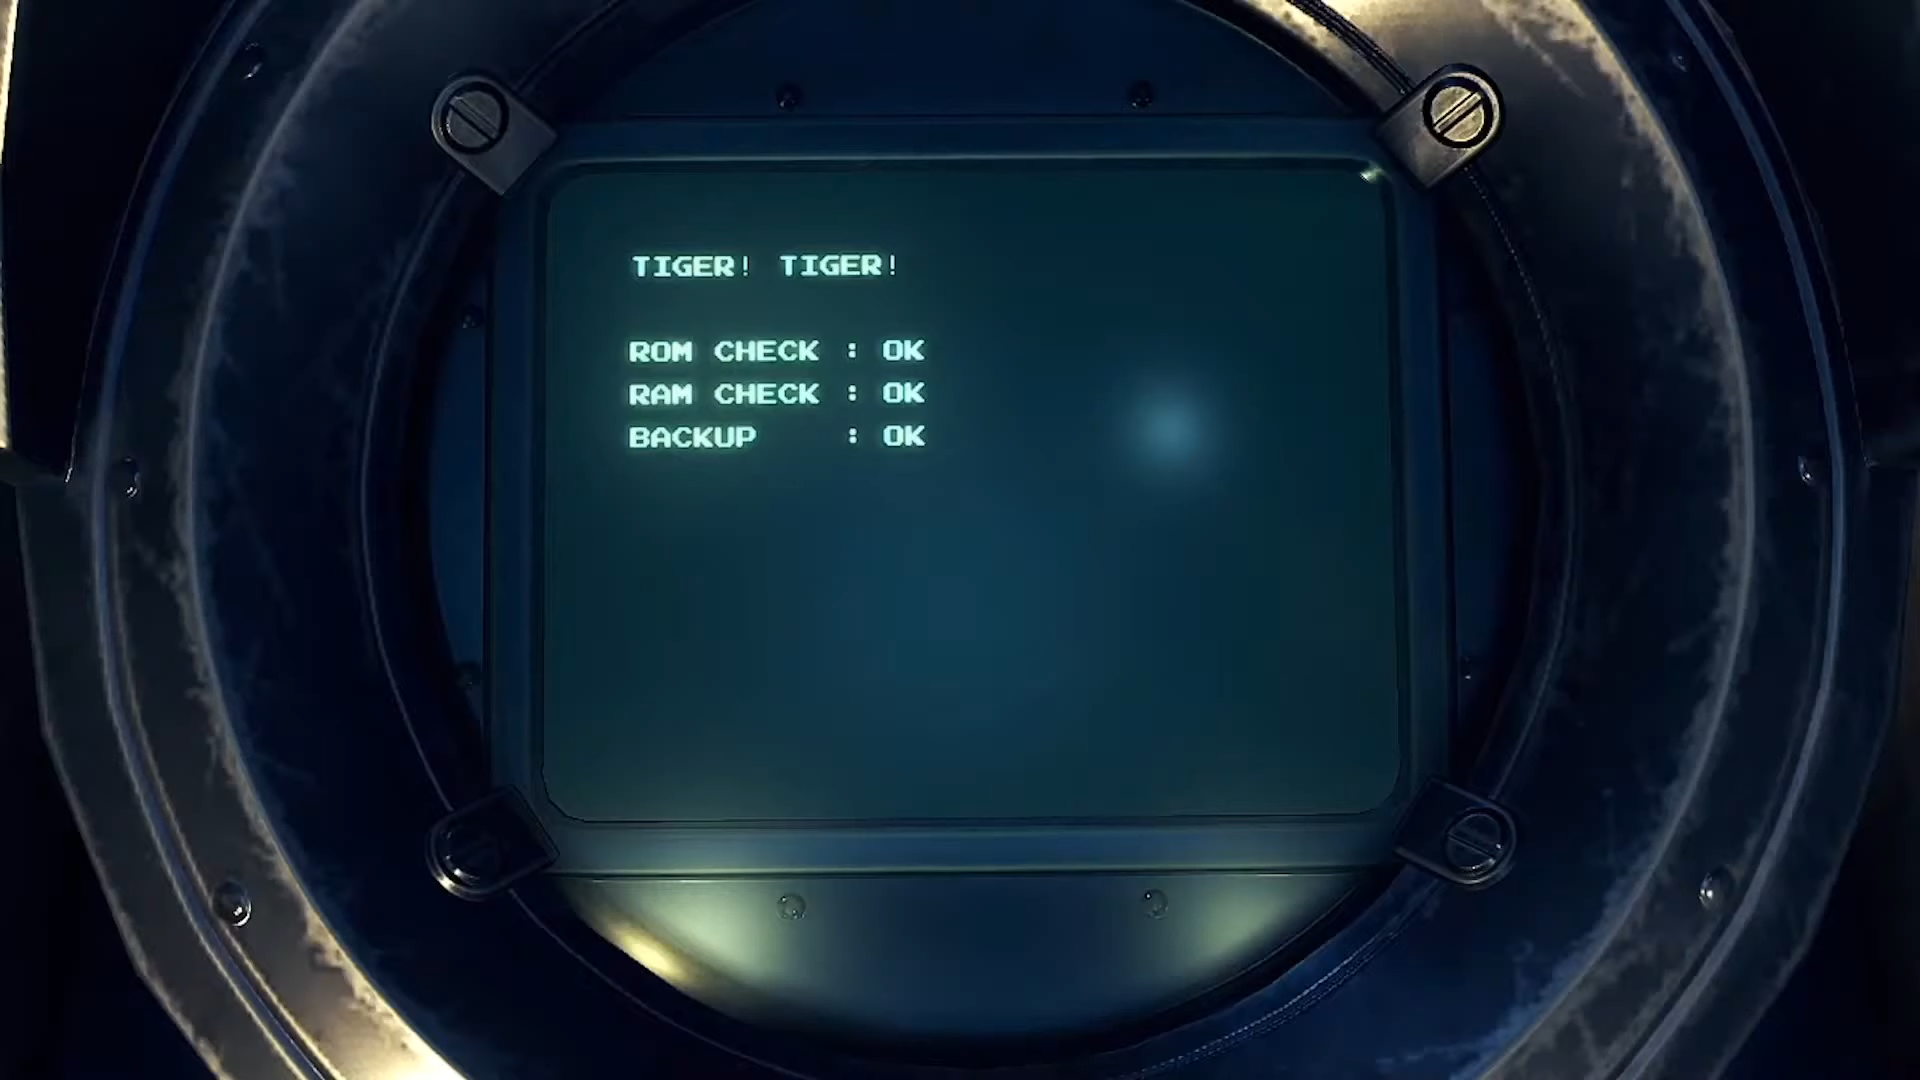 TIGER! TIGER!
ROM CHECK : OK
RAM CHECK : OK
BACKUP : OK